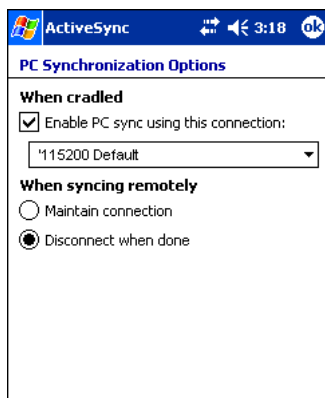 ActiveSync 3:18 ok
PC Synchronization Options
When cradled
Enable PC sync using this connection:
'115200 Default
When syncing remotely
Maintain connection
Disconnect when done